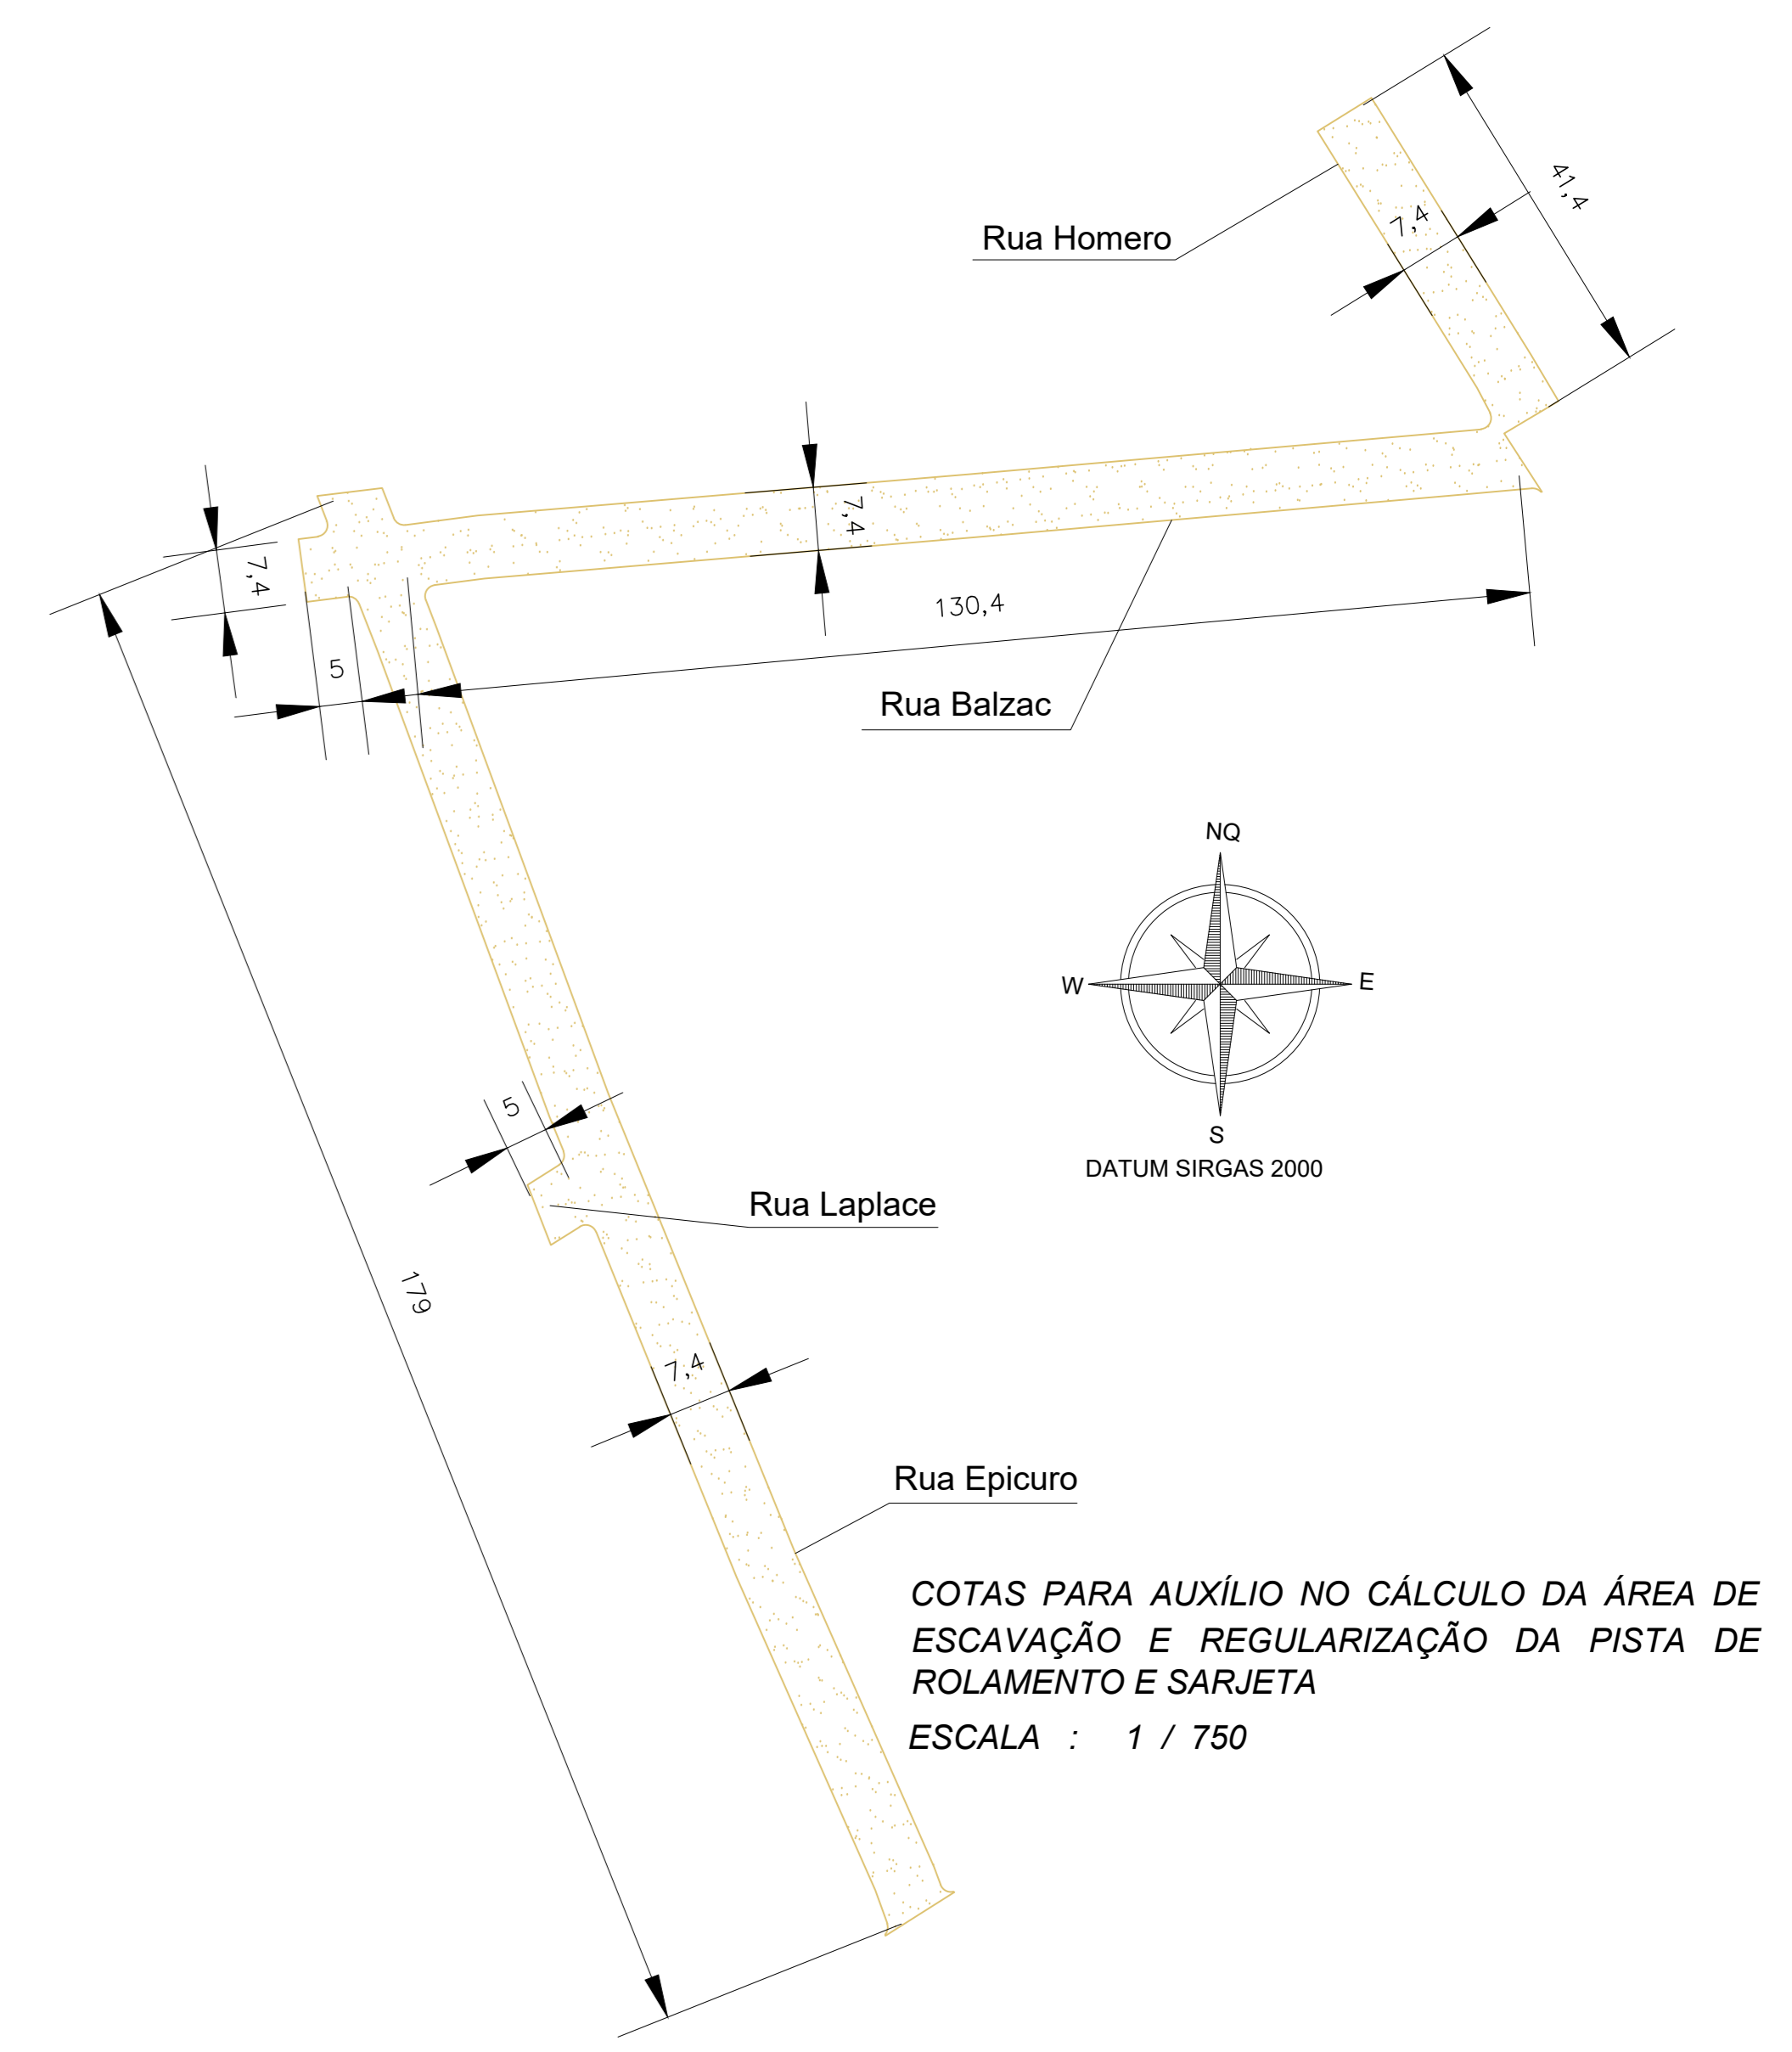 41,4
7,4
Rua Homero
7,4
7,4
130,4
5
Rua Balzac
NQ
W
E
S
DATUM SIRGAS 2000
5
Rua Laplace
179
7,4
Rua Epicuro
COTAS PARA AUXÍLIO NO CÁLCULO DA ÁREA DE
ESCAVAÇÃO E REGULARIZAÇÃO DA PISTA DE
ROLAMENTO E SARJETA
ESCALA : 1 / 750